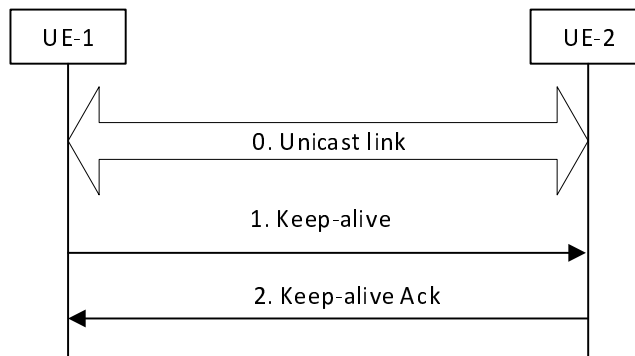 UE-1
UE-2
0. Unicast link
1. Keep-alive
2. Keep-alive Ack